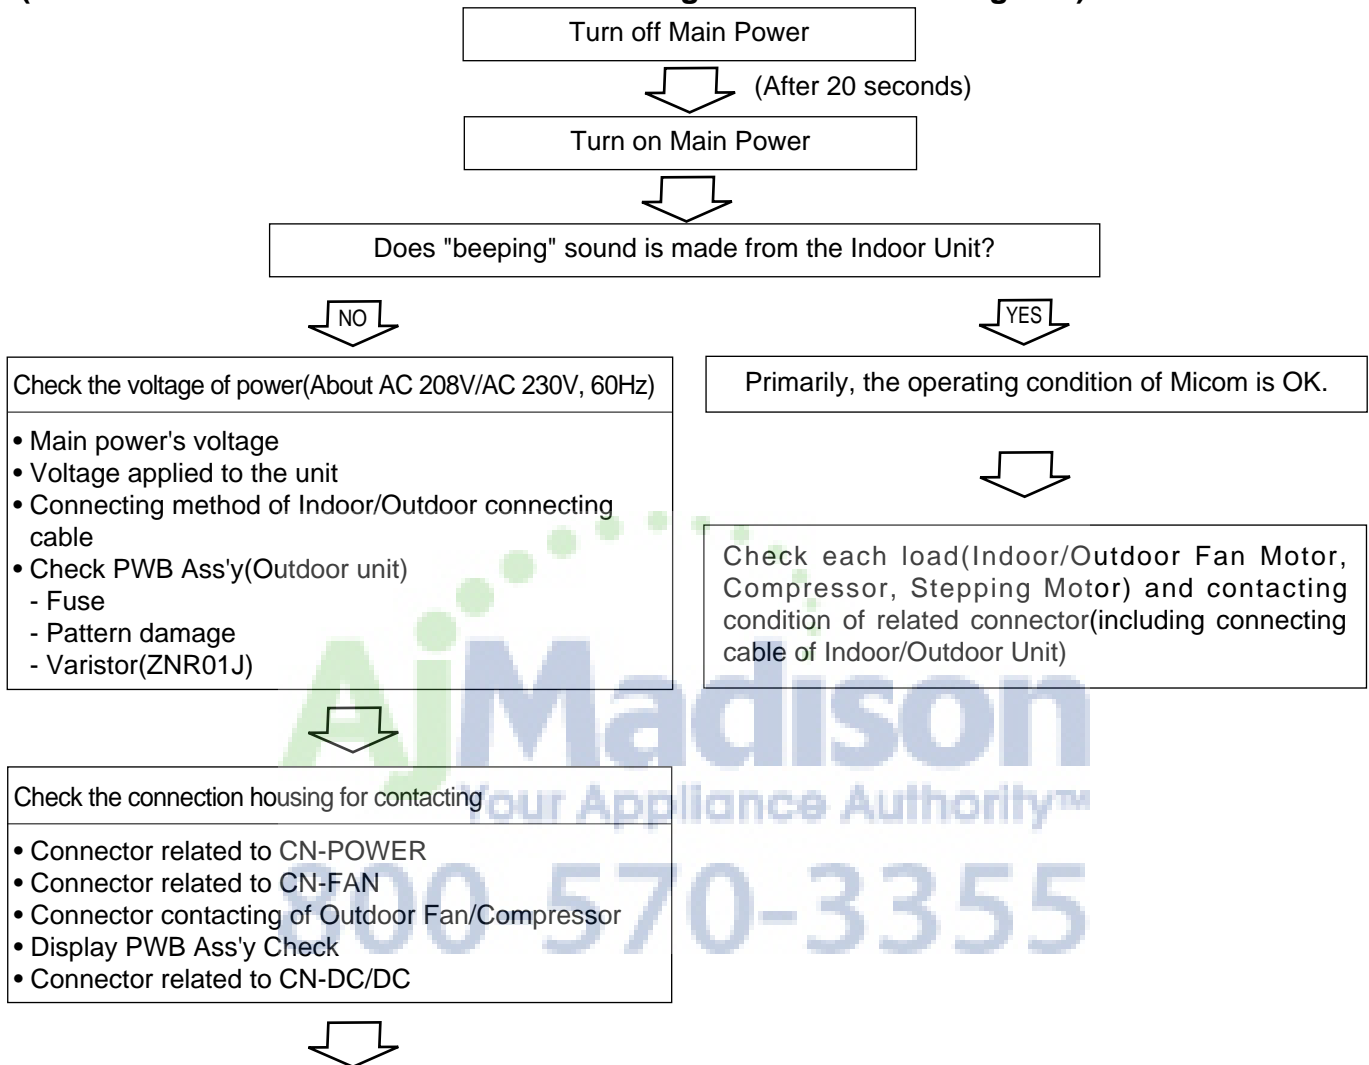 Turn off Main Power
(After 20 seconds)
Turn on Main Power
Does "beeping" sound is made from the Indoor Unit?
NO
YES
Check the voltage of power(About AC 208V/AC 230V, 60Hz)
• Main power's voltage
• Voltage applied to the unit
• Connecting method of Indoor/Outdoor connecting
cable
• Check PWB Ass'y(Outdoor unit)
- Fuse
- Pattern damage
- Varistor(ZNR01J)
Primarily, the operating condition of Micom is OK.
Check each load(Indoor/Outdoor Fan Motor,
Compressor, Stepping Motor) and contacting
condition of related connector(including connecting
cable of Indoor/Outdoor Unit)
Check the connection housing for contacting
• Connector related to CN-POWER
• Connector related to CN-FAN
• Connector contacting of Outdoor Fan/Compressor
• Display PWB Ass'y Check
• Connector related to CN-DC/DC
AjMadison
Your Appliance Authority™
800-570-3355